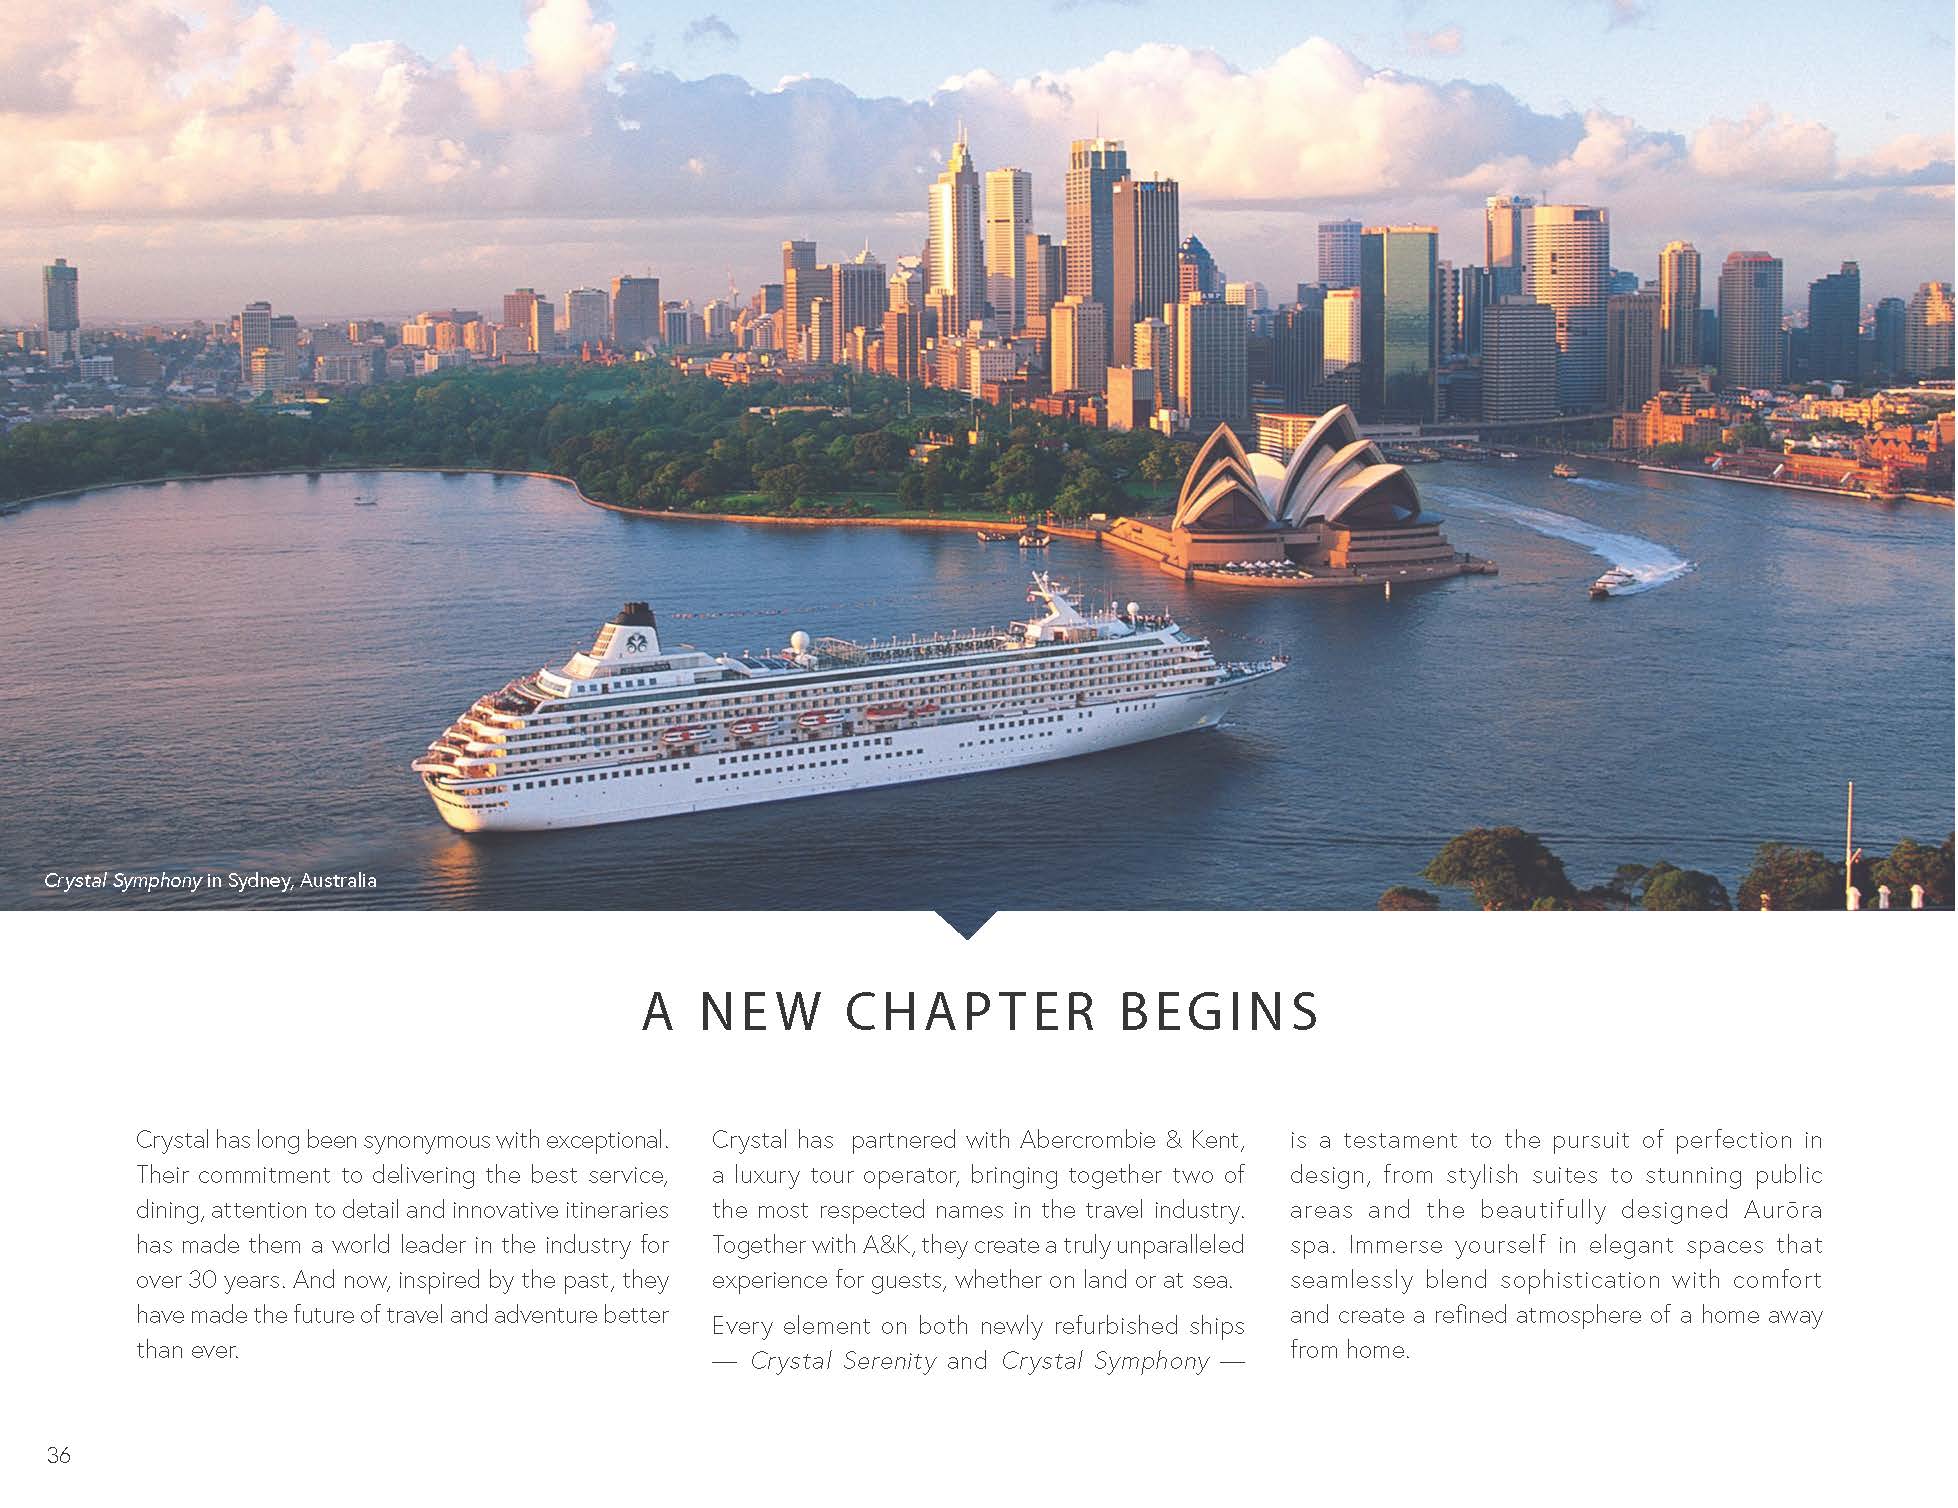 AMP
Crystal Symphony in Sydney, Australia
A NEW CHAPTER BEGINS
Crystal has long been synonymous with exceptional.
Their commitment to delivering the best service,
dining, attention to detail and innovative itineraries
has made them a world leader in the industry for
over 30 years. And now, inspired by the past, they
have made the future of travel and adventure better
than ever.
Crystal has partnered with Abercrombie & Kent,
a luxury tour operator, bringing together two of
the most respected names in the travel industry.
Together with A&K, they create a truly unparalleled
experience for guests, whether on land or at sea.
Every element on both newly refurbished ships
— Crystal Serenity and Crystal Symphony —
is a testament to the pursuit of perfection in
design, from stylish suites to stunning public
areas and the beautifully designed Aurōra
spa. Immerse yourself in elegant spaces that
seamlessly blend sophistication with comfort
and create a refined atmosphere of a home away
from home.
36